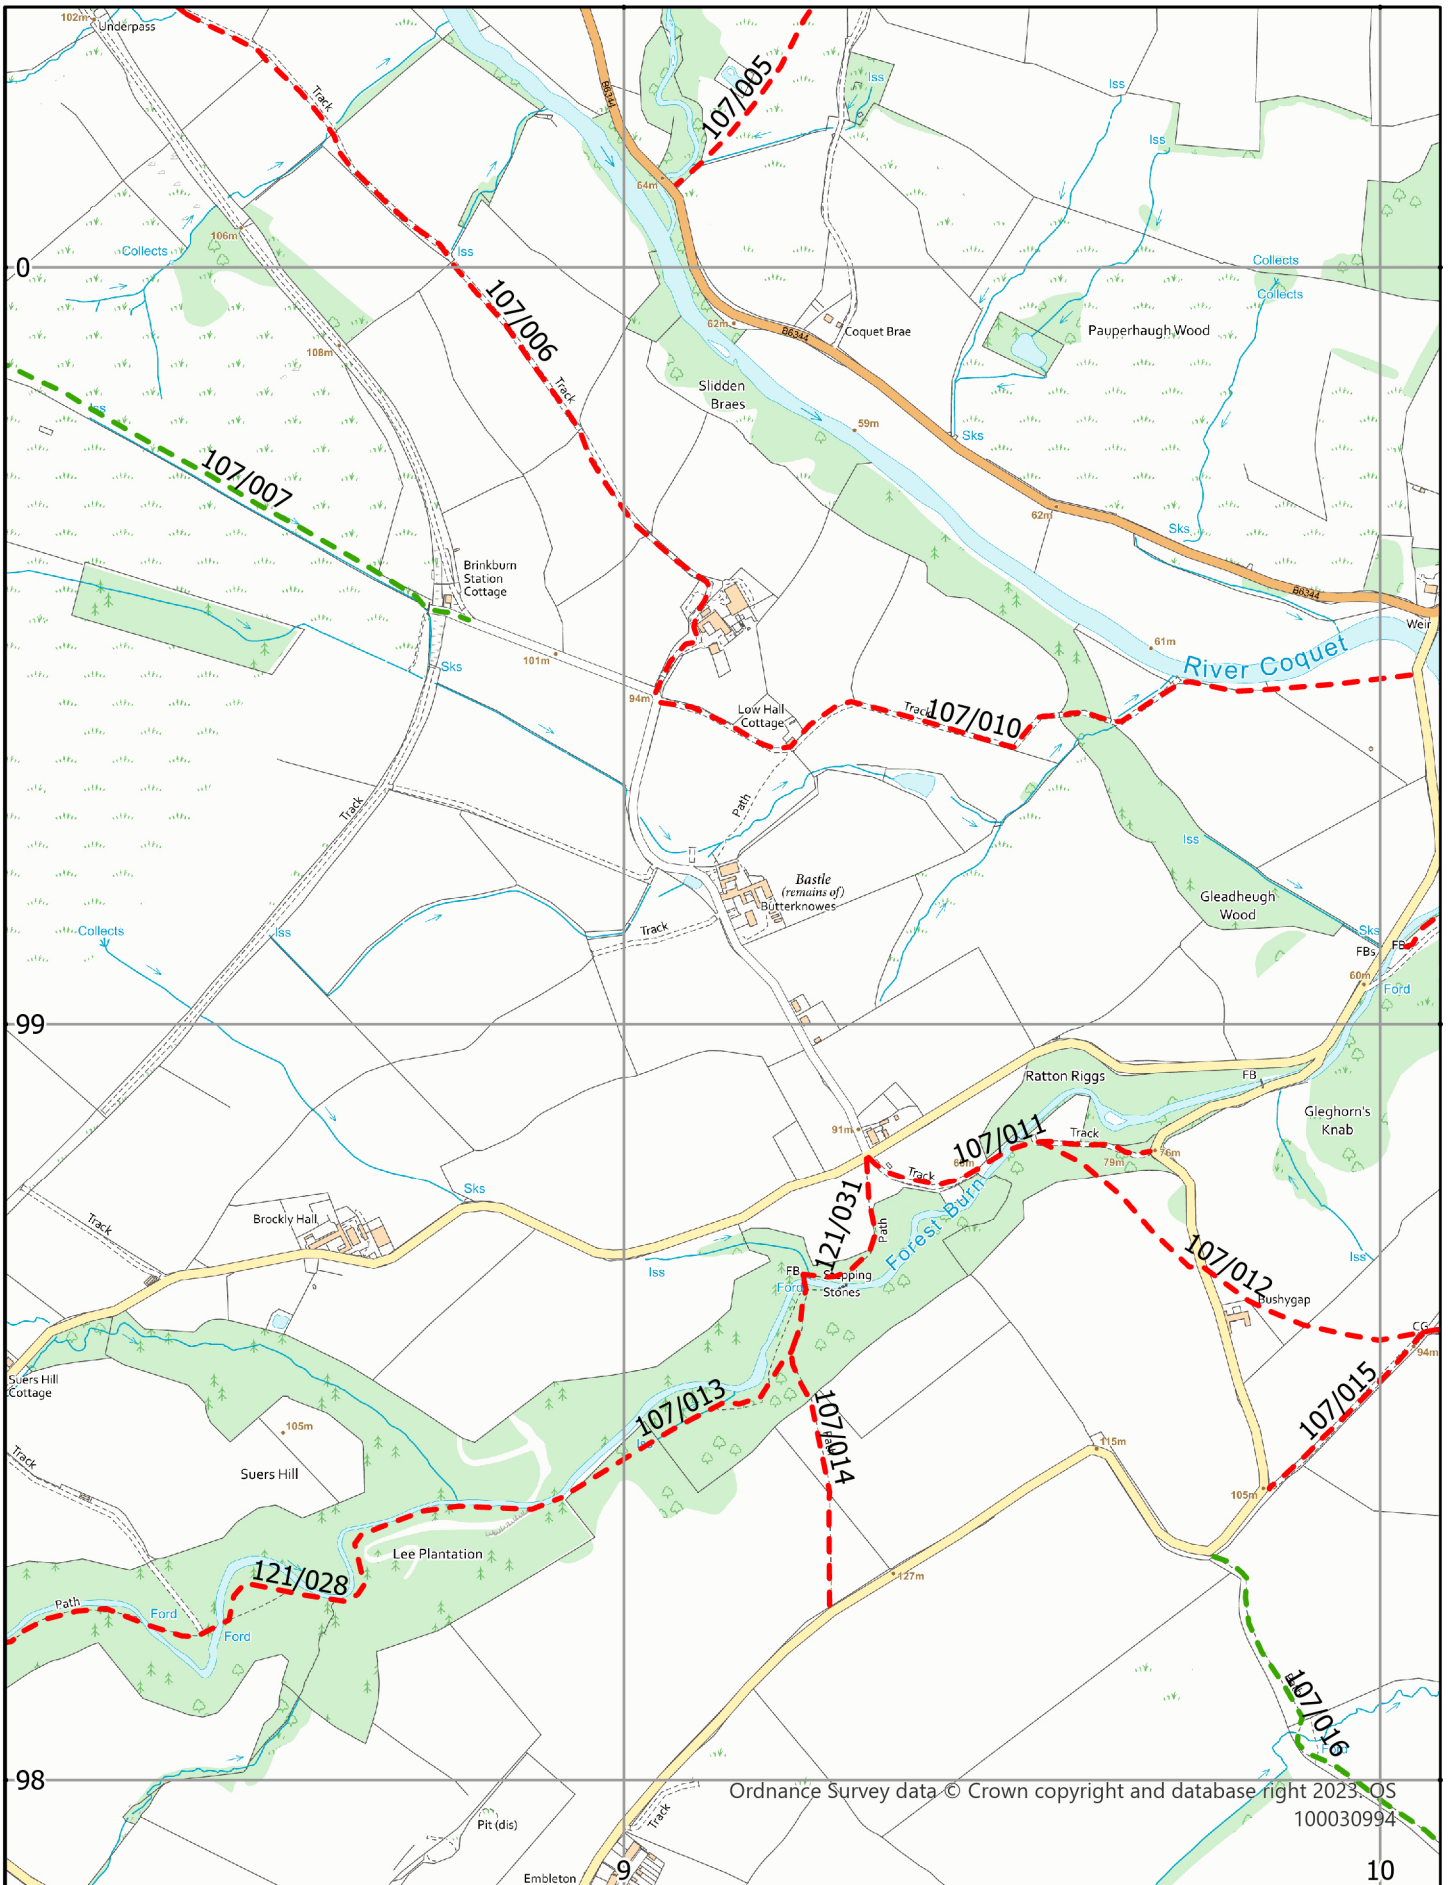 102m
Underpass
Track
B6344
107/005
Iss
Iss
Iss
64m
106m
Collects
Iss
Collects
0
Collects
107/006
62m
B6344
Coquet Brae
Pauperhaugh Wood
108m
Track
Slidden
Braes
Iss
59m
Sks
107/007
62m
Sks
Brinkburn
Station
Cottage
B6344
Weir
101m
Sks
61m
River Coquet
94m
Low Hall
Cottage
Track
107/010
Track
Path
Iss
Bastle
(remains of)
Butterknowes
Gleadheugh
Wood
Collects
Iss
Track
Sks
FBs
FB
60m
Ford
99
Ratton Riggs
FB
Gleghorn's
Knab
91m
107/011
Track
79m
76m
Track
Sks
Brockly Hall
Track
121/031
Path
Forest Burn
Iss
107/012
Iss
FB
Ford
Stepping
Stones
Bushygap
CG
94m
Suers Hill
Cottage
107/013
107/014
107/015
105m
115m
Track
Suers Hill
105m
Lee Plantation
121/028
127m
Path
Ford
Ford
107/016
Ford
98
Ordnance Survey data © Crown copyright and database right 2023. OS
100030994
Track
Pit (dis)
Embleton
9
10